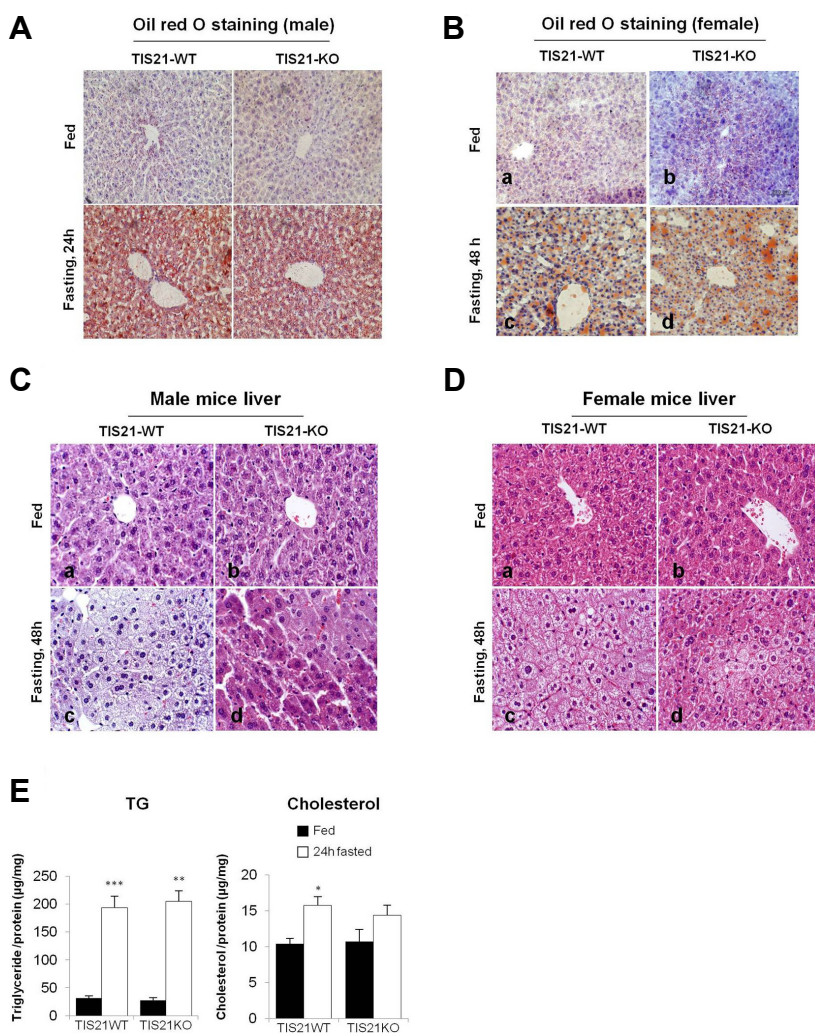 A
Oil red O staining (male)
TIS21-WT TIS21-KO
Fed
Fasting, 24h
B
Oil red O staining (female)
TIS21-WT TIS21-KO
Fed
a b
Fasting, 48 h
c d
C
Male mice liver
TIS21-WT TIS21-KO
Fed
a b
Fasting, 48h
c d
D
Female mice liver
TIS21-WT TIS21-KO
Fed
a b
Fasting, 48h
c d
E
TG
Triglyceride /protein (µg/mg)
250
200
150
100
50
0
*** **
TIS21WT TIS21KO
Cholesterol
Fed
24h fasted
Cholesterol /protein (µg/mg)
20
15
10
5
0
*
TIS21WT TIS21KO